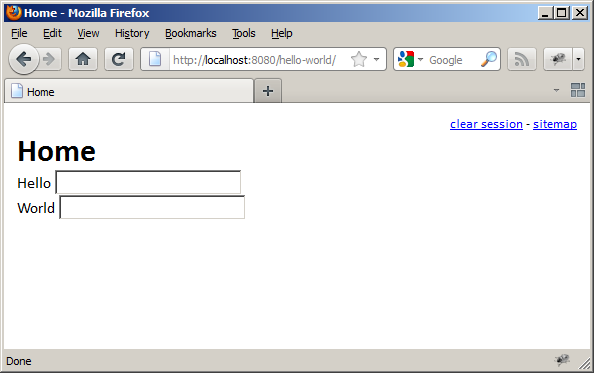 Home - Mozilla Firefox
File Edit View History Bookmarks Tools Help
http://localhost:8080/hello-world/ Google
Home
clear session - sitemap
Home
Hello
World
Done